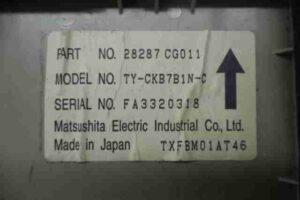 PART NO. 28287 CG011
MODEL NO. TY-CKB7B1N-C
SERIAL NO. FA3320318
Matsushita Electric Industrial Co., Ltd.
Made in Japan TXFBM01AT46